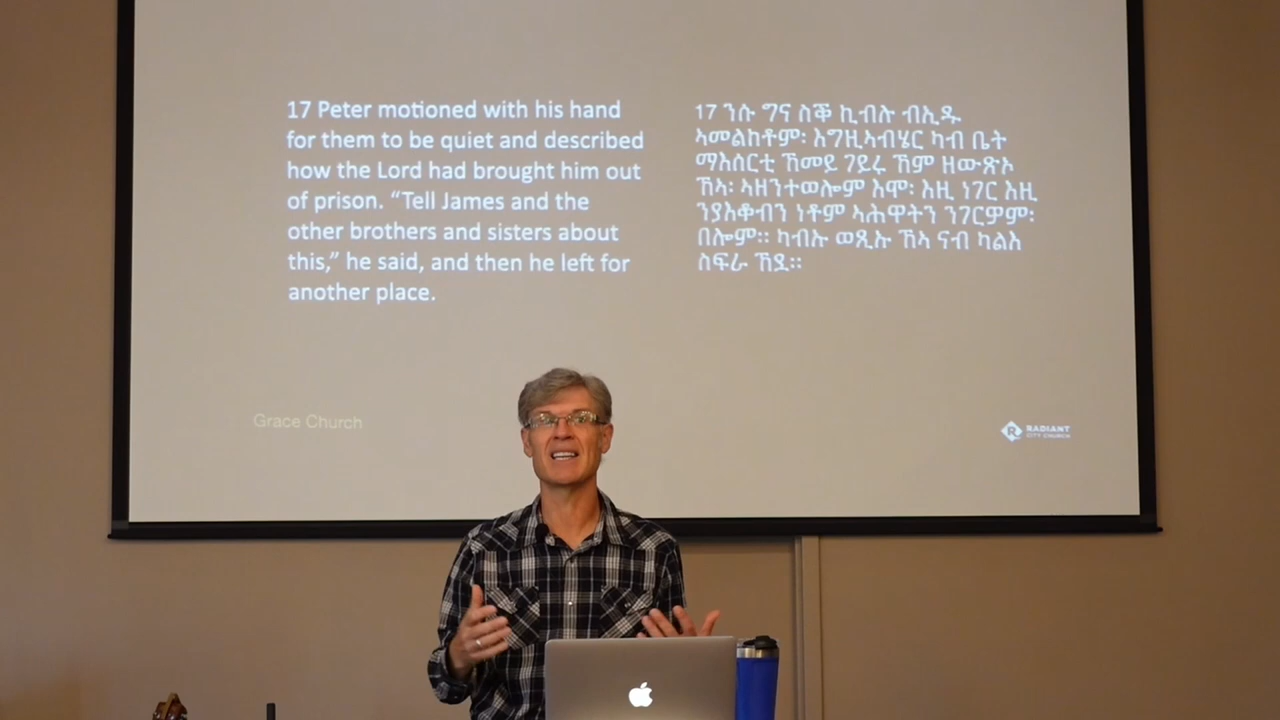 17 Peter motioned with his hand
for them to be quiet and described
how the Lord had brought him out
of prison. “Tell James and the
other brothers and sisters about
this,” he said, and then he left for
another place.
17 ንሱ ግና ስቕ ኪብሉ ብኢዱ
ኣመልከቶም፡ እግዚኣብሄር ካብ ቤት
ማእሰርቲ ኸመይ ገይሩ ኸም ዘውጽኦ
ኸኣ፡ ኣዘንተወሎም እሞ፡ እዚ ነገር እዚ
ንያእቆብን ነቶም ኣሕዋትን ንገርዎም፡
በሎም። ካብኡ ወጺኡ ኸኣ ናብ ካልእ
ስፍራ ኸደ።
Grace Church
RADIANT
CITY CHURCH